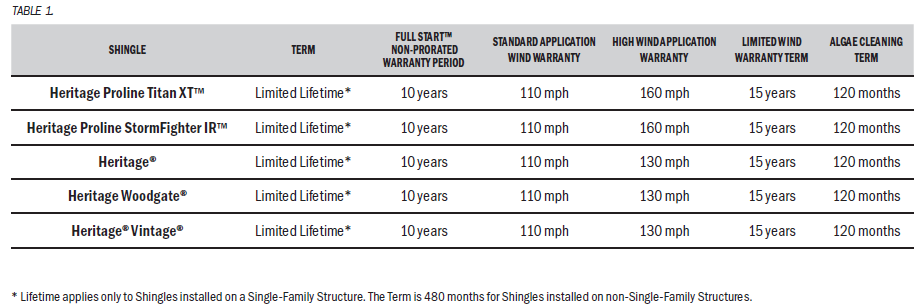 TABLE 1.
SHINGLE TERM FULL START™ NON-PRORATED WARRANTY PERIOD STANDARD APPLICATION WIND WARRANTY HIGH WIND APPLICATION WARRANTY LIMITED WIND WARRANTY TERM ALGAE CLEANING TERM
Heritage Proline Titan XT™ Limited Lifetime* 10 years 110 mph 160 mph 15 years 120 months
Heritage Proline StormFighter IR™ Limited Lifetime* 10 years 110 mph 160 mph 15 years 120 months
Heritage® Limited Lifetime* 10 years 110 mph 130 mph 15 years 120 months
Heritage Woodgate® Limited Lifetime* 10 years 110 mph 130 mph 15 years 120 months
Heritage® Vintage® Limited Lifetime* 10 years 110 mph 130 mph 15 years 120 months
* Lifetime applies only to Shingles installed on a Single-Family Structure. The Term is 480 months for Shingles installed on non-Single-Family Structures.